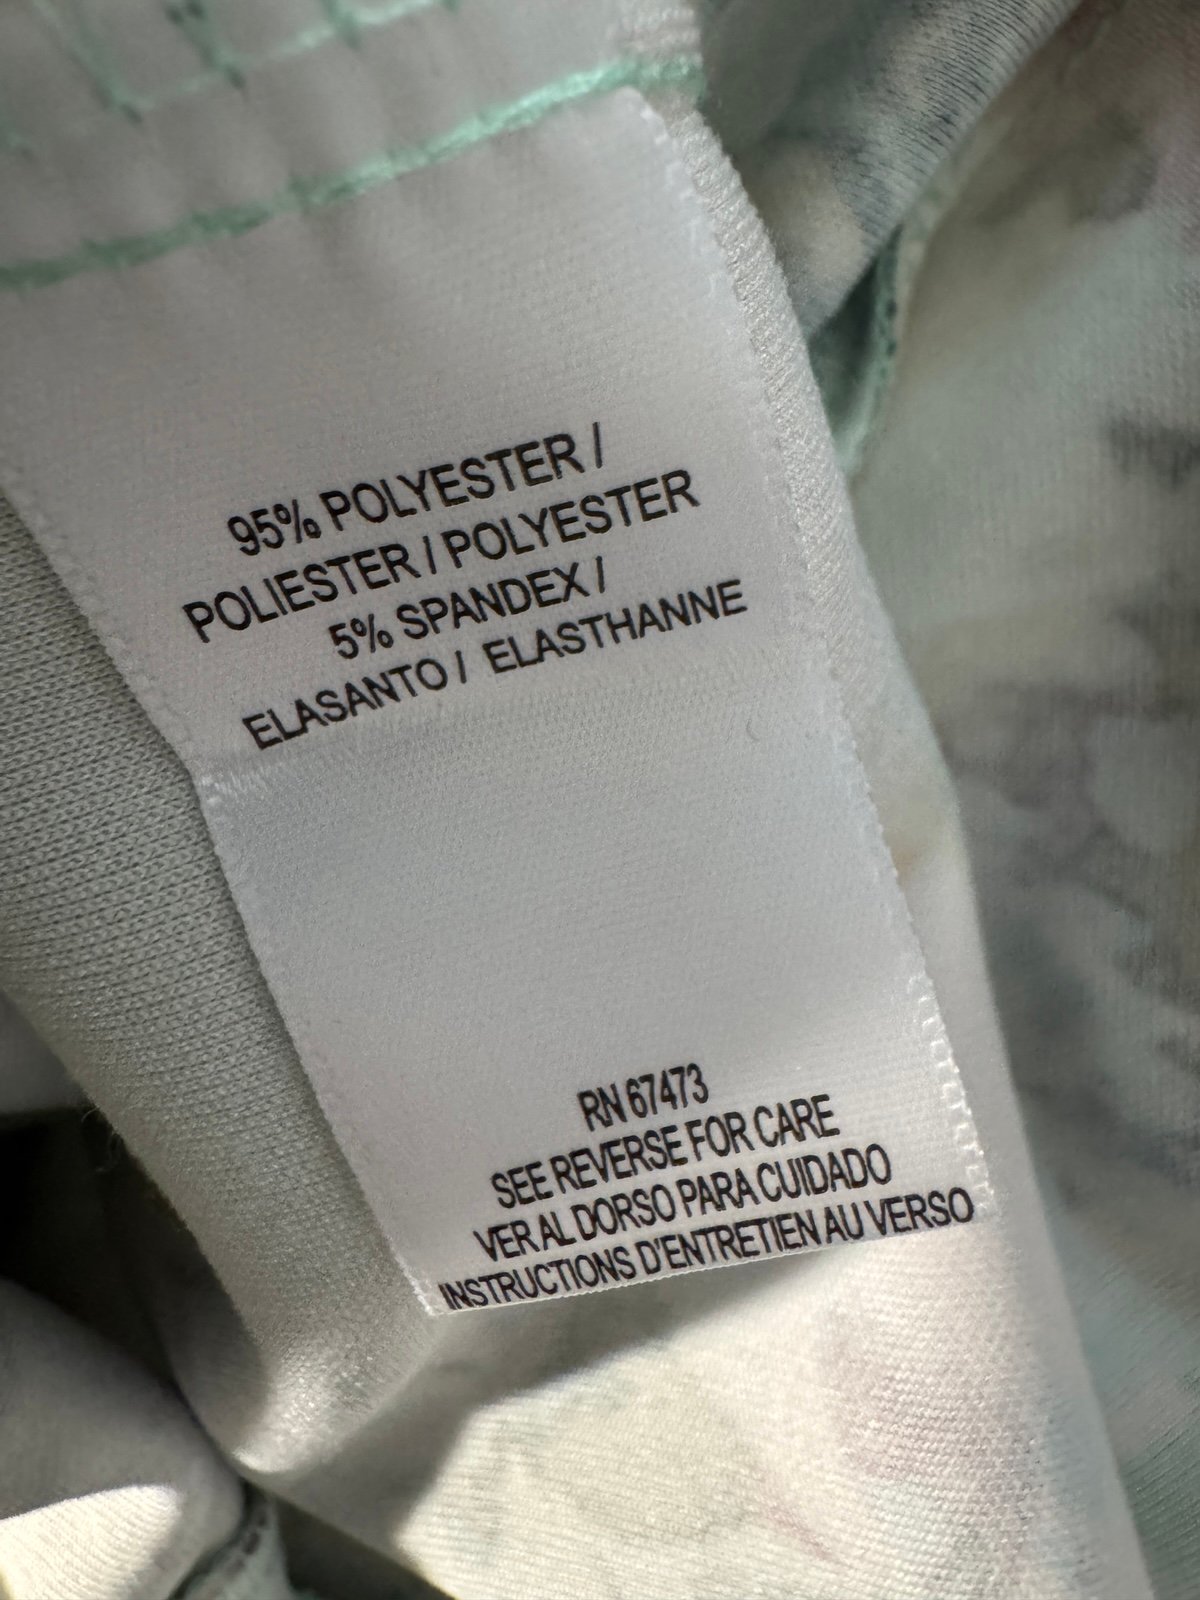 95% POLYESTER /
POLIESTER / POLYESTER
5% SPANDEX /
ELASANTO / ELASTHANNE
RN 67473
SEE REVERSE FOR CARE
VER AL DORSO PARA CUIDADO
INSTRUCTIONS D'ENTRETIEN AU VERSO